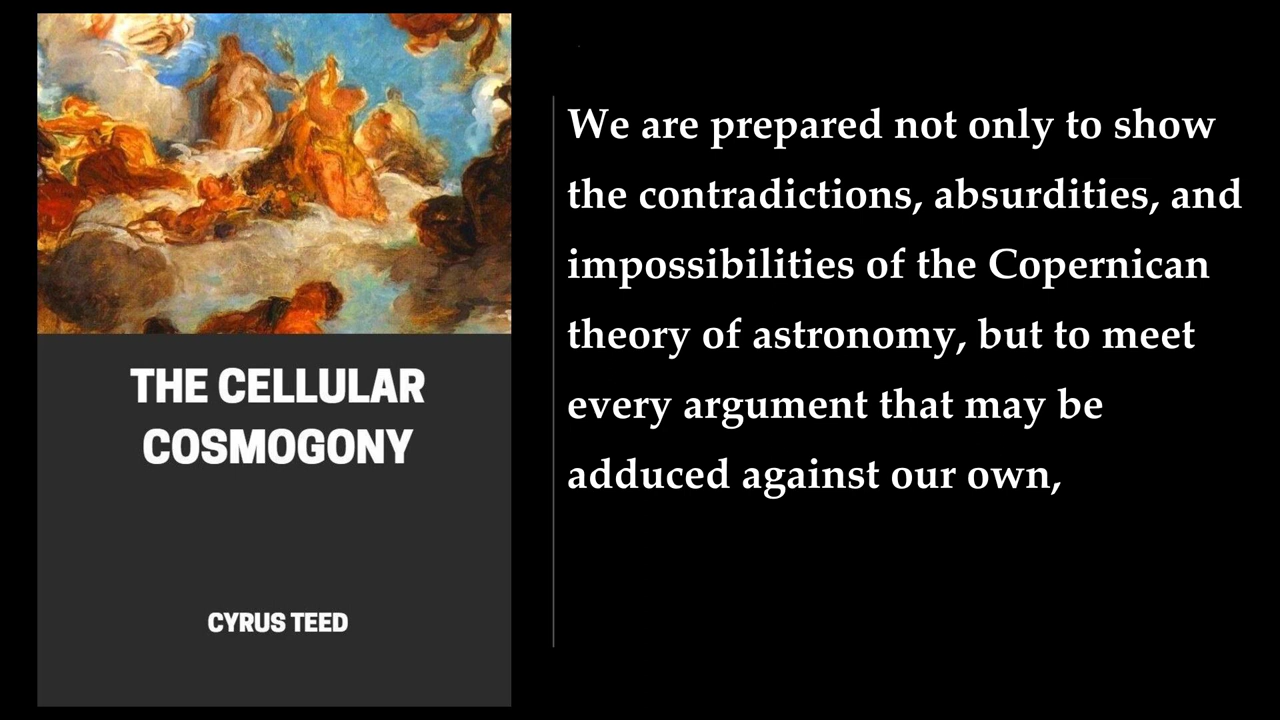 THE CELLULAR
COSMOGONY
CYRUS TEED
We are prepared not only to show
the contradictions, absurdities, and
impossibilities of the Copernican
theory of astronomy, but to meet
every argument that may be
adduced against our own,